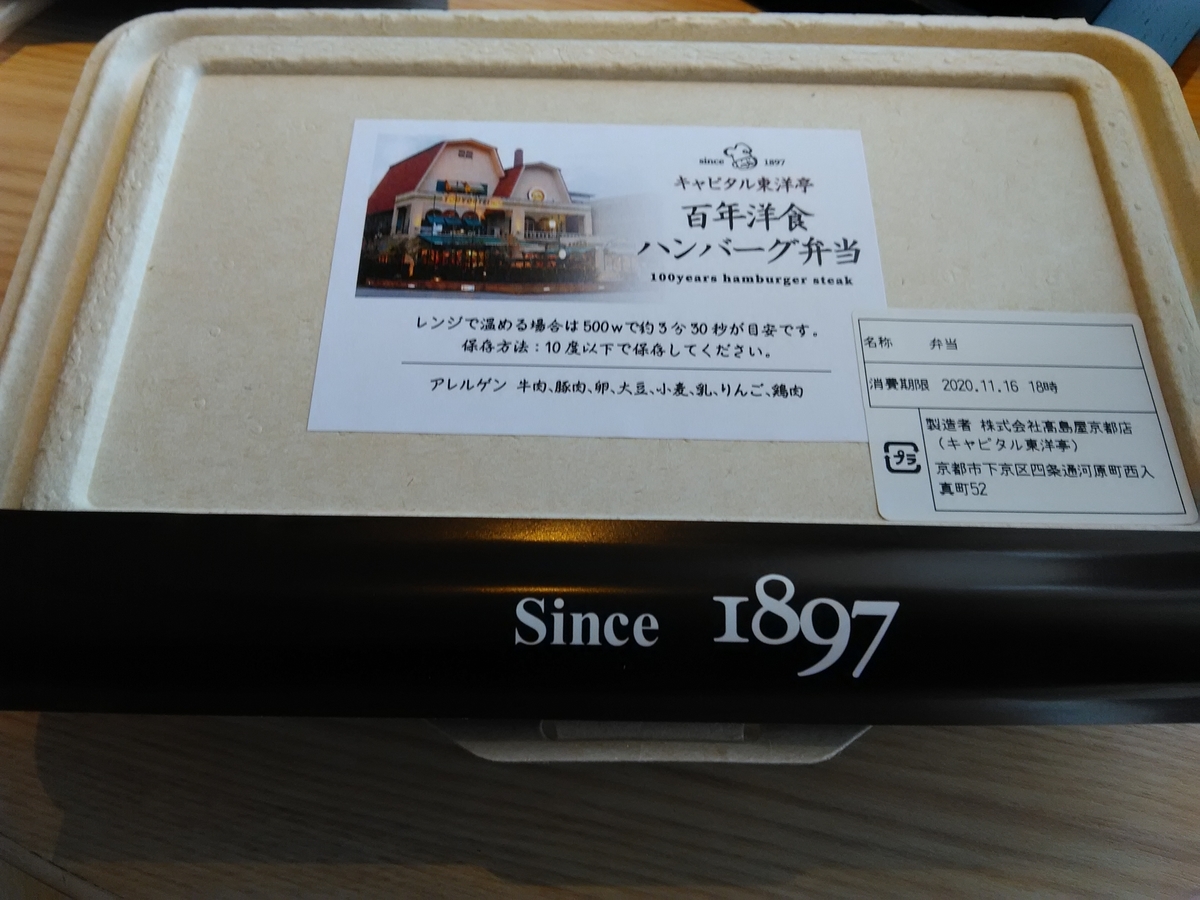 since 1897
キャピタル東洋亭
百年洋食
ハンバーグ弁当
100years hamburger steak
レンジで温める場合は500wで約3分30秒が目安です。
保存方法：10度以下で保存してください。
アレルゲン 牛肉、豚肉、卵、大豆、小麦、乳、りんご、鶏肉
名称 弁当
消費期限 2020.11.16 18時
製造者 株式会社髙島屋京都店
（キャピタル東洋亭）
京都市下京区四条通河原町西入
真町52
プラ
Since 1897